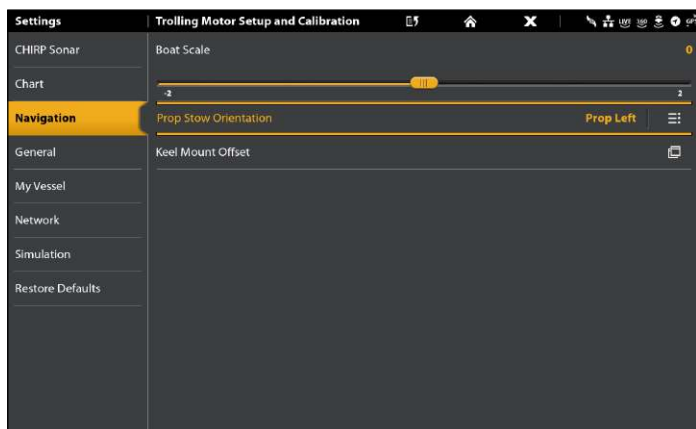 Settings
Trolling Motor Setup and Calibration
CHIRP Sonar
Chart
Navigation
General
My Vessel
Network
Simulation
Restore Defaults
Boat Scale 0
-2 2
Prop Stow Orientation Prop Left
Keel Mount Offset